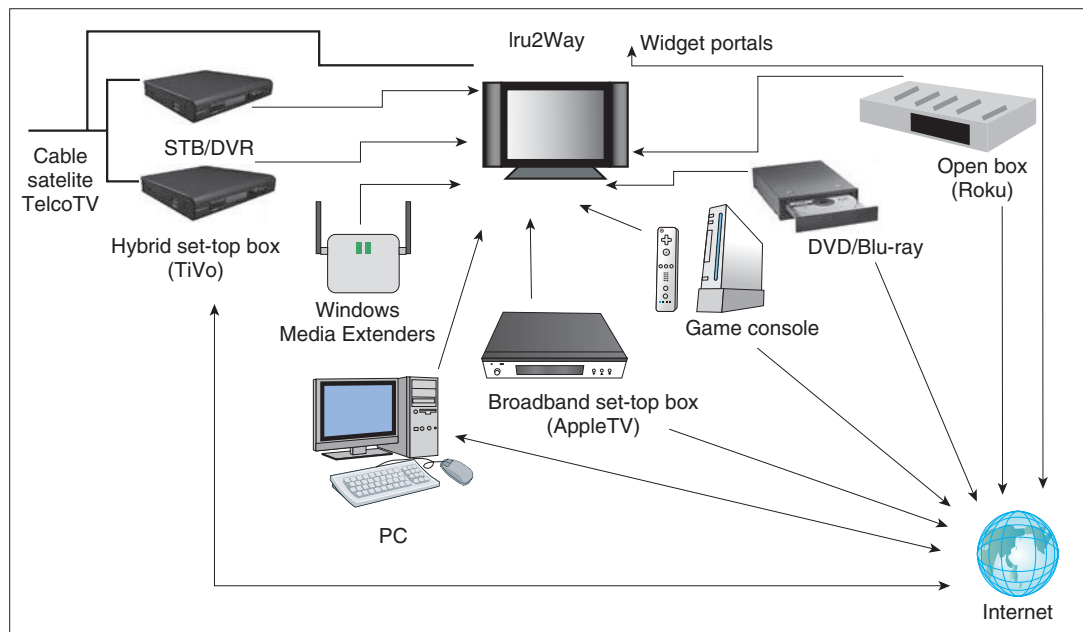 lru2Way
Widget portals
STB/DVR
Cable
satelite
TelcoTV
Open box
(Roku)
Hybrid set-top box
(TiVo)
DVD/Blu-ray
Windows
Media Extenders
Game console
Broadband set-top box
(AppleTV)
PC
Internet